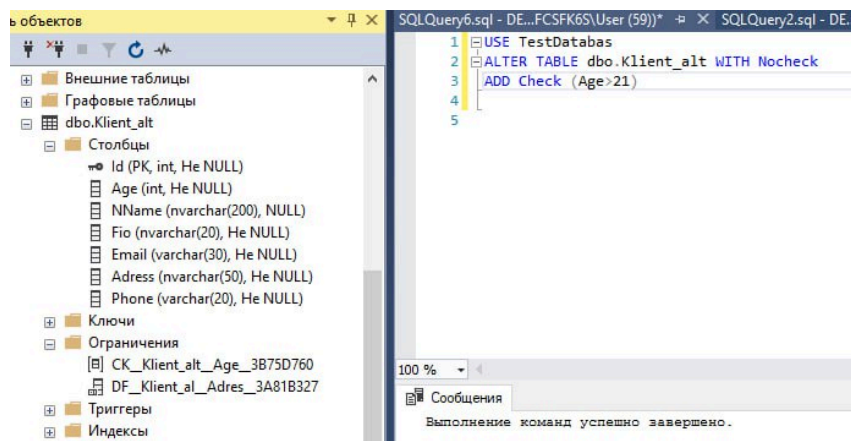 ь объектов
Внешние таблицы
Графовые таблицы
dbo.Klient_alt
Столбцы
Id (PK, int, Не NULL)
Age (int, Не NULL)
NName (nvarchar(200), NULL)
Fio (nvarchar(20), Не NULL)
Email (varchar(30), Не NULL)
Adress (nvarchar(50), Не NULL)
Phone (varchar(20), Не NULL)
Ключи
Ограничения
CK__Klient_alt__Age__3B75D760
DF__Klient_al__Adres__3A81B327
Триггеры
Индексы
SQLQuery6.sql - DE...FCSFK6S\User (59))* SQLQuery2.sql - DE.
1 USE TestDatabas
2 ALTER TABLE dbo.Klient_alt WITH Nocheck
3 ADD Check (Age>21)
4
5
100 %
Сообщения
Выполнение команд успешно завершено.